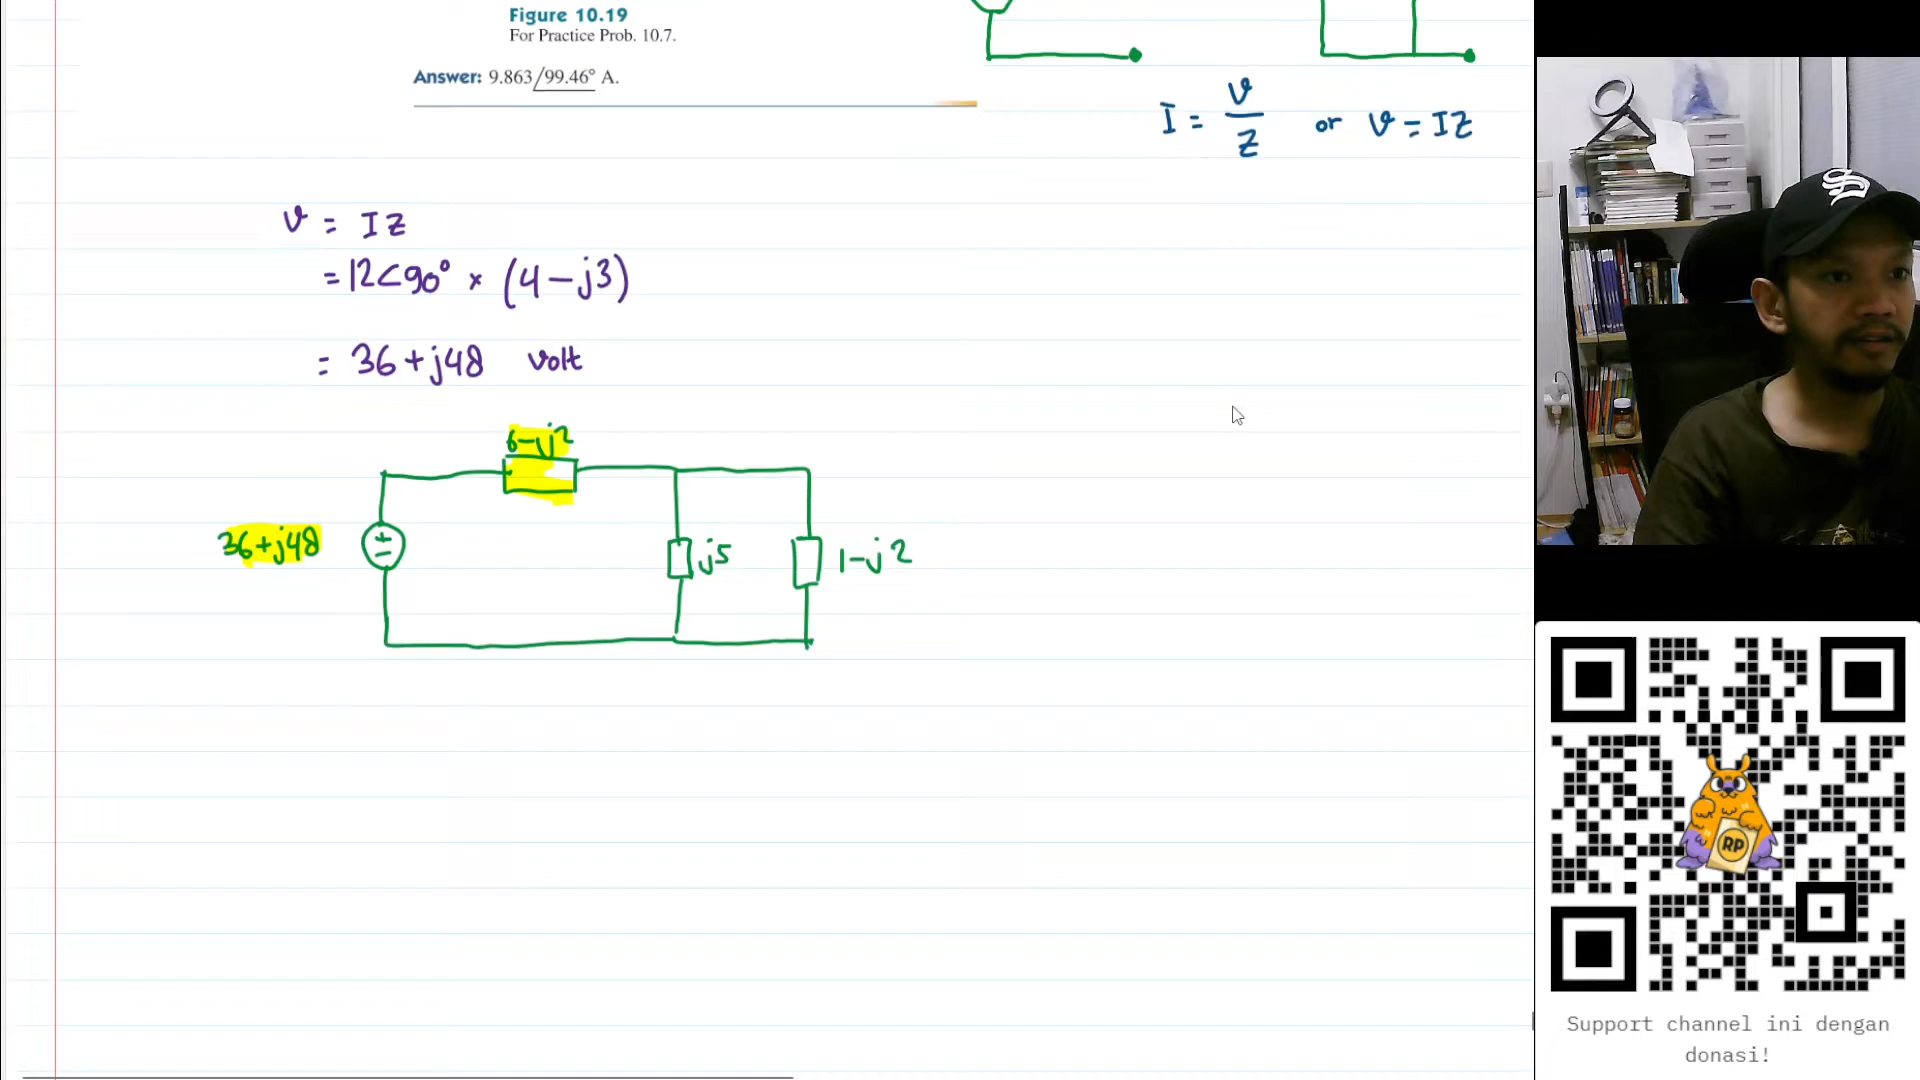 Figure 10.19
For Practice Prob. 10.7.
Answer: 9.863/99.46° A.
I = v/z or v = IZ
v = IZ
= 12<90° × (4-j3)
= 36+j48 volt
6-j2
36+j48
+
-
j5
1-j2
S
RP
Support channel ini dengan
donasi!